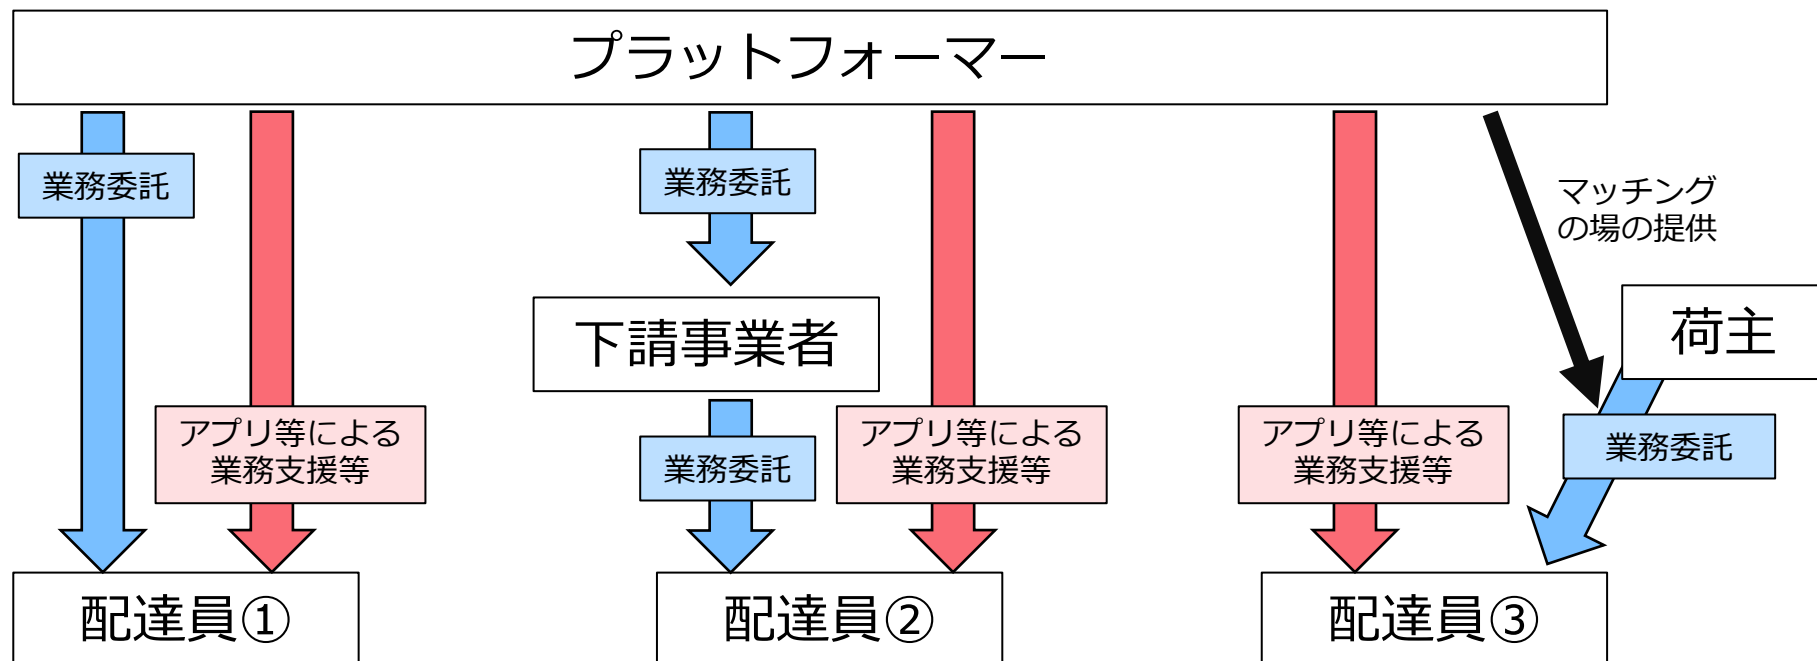 プラットフォーマー
業務委託
業務委託
マッチング
の場の提供
下請事業者
荷主
アプリ等による
業務支援等
業務委託
アプリ等による
業務支援等
アプリ等による
業務支援等
業務委託
配達員①
配達員②
配達員③